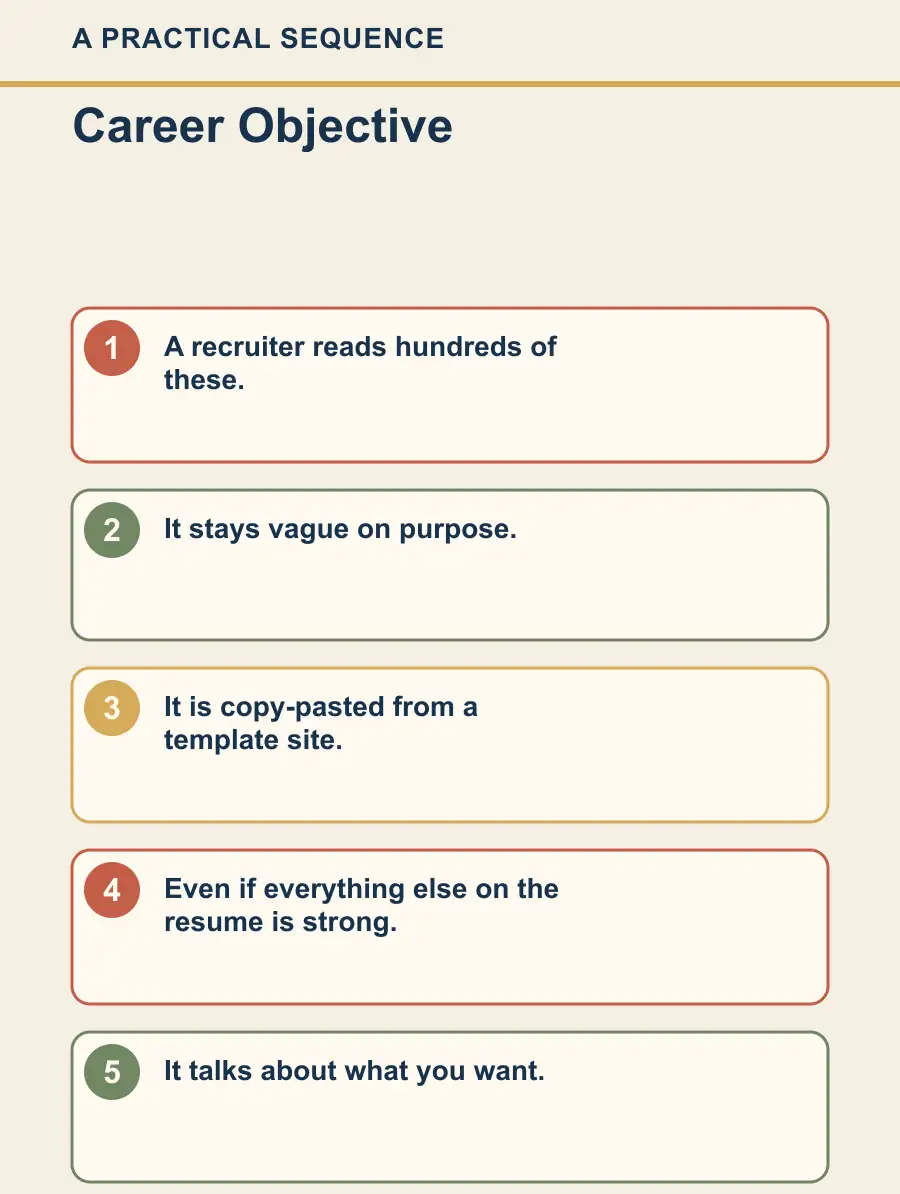 A PRACTICAL SEQUENCE
Career Objective
1
A recruiter reads hundreds of
these.
2
It stays vague on purpose.
3
It is copy-pasted from a
template site.
4
Even if everything else on the
resume is strong.
5
It talks about what you want.